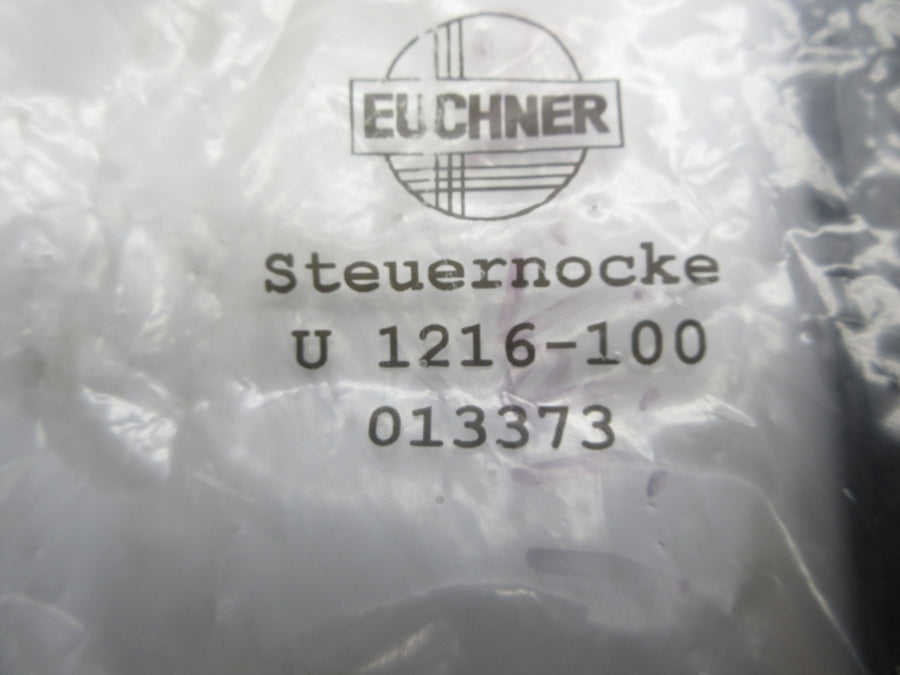 EUCHNER
Steuernocke
U 1216-100
013373